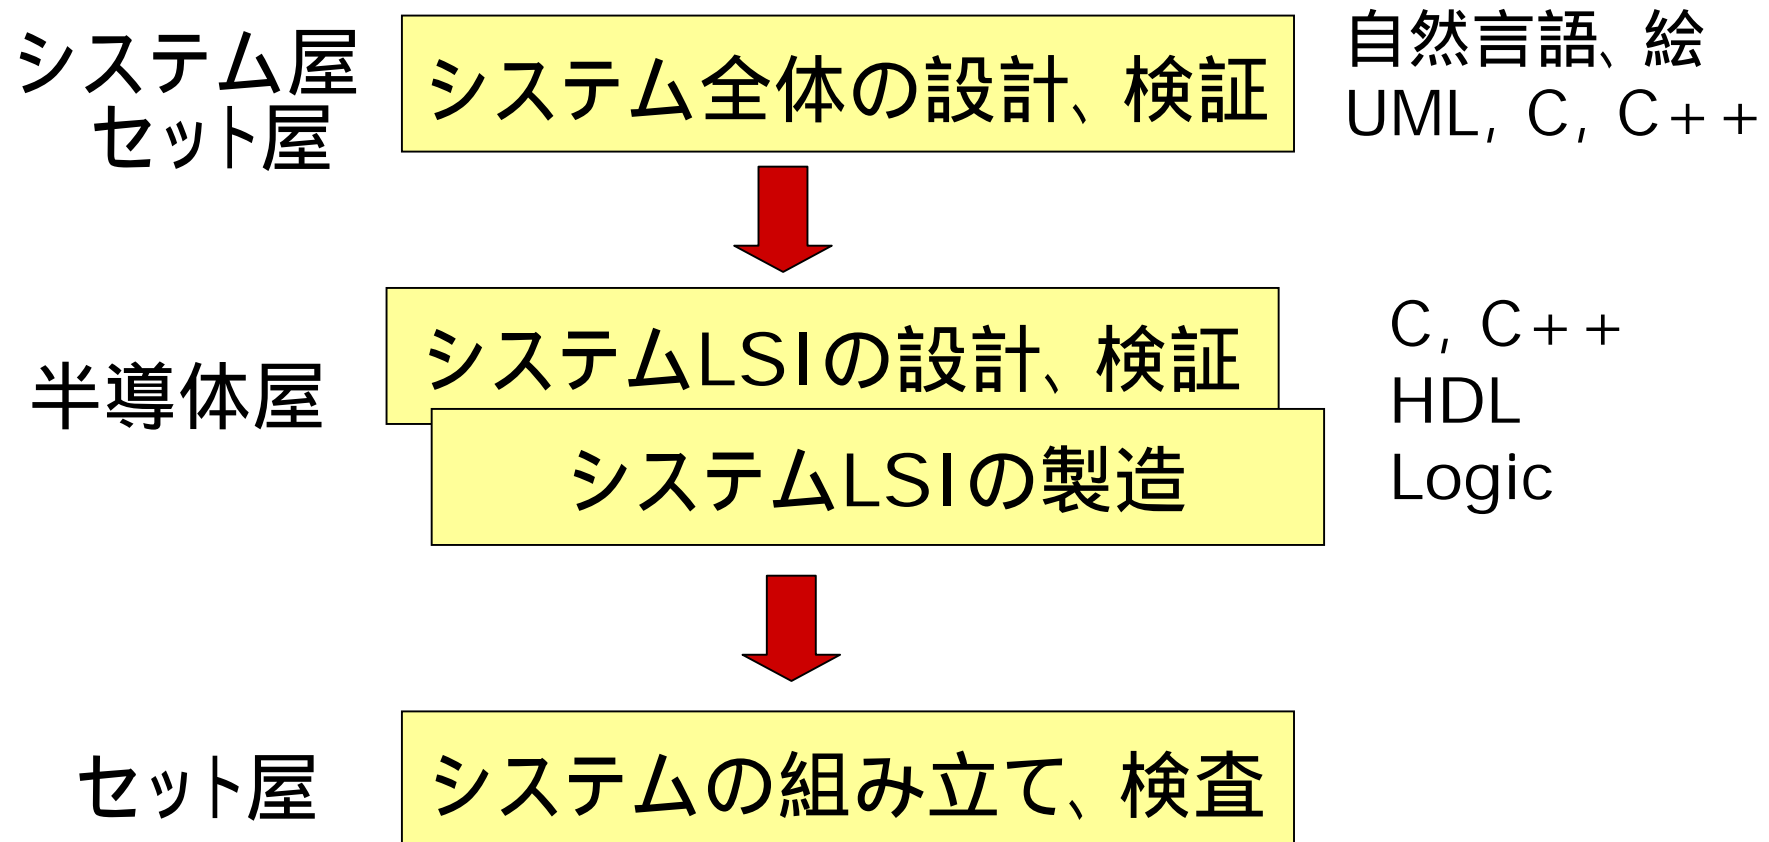 システム屋
セット屋
システム全体の設計、検証
自然言語、絵
UML, C, C++
半導体屋
システムLSIの設計、検証
システムLSIの製造
C, C++
HDL
Logic
セット屋
システムの組み立て、検査